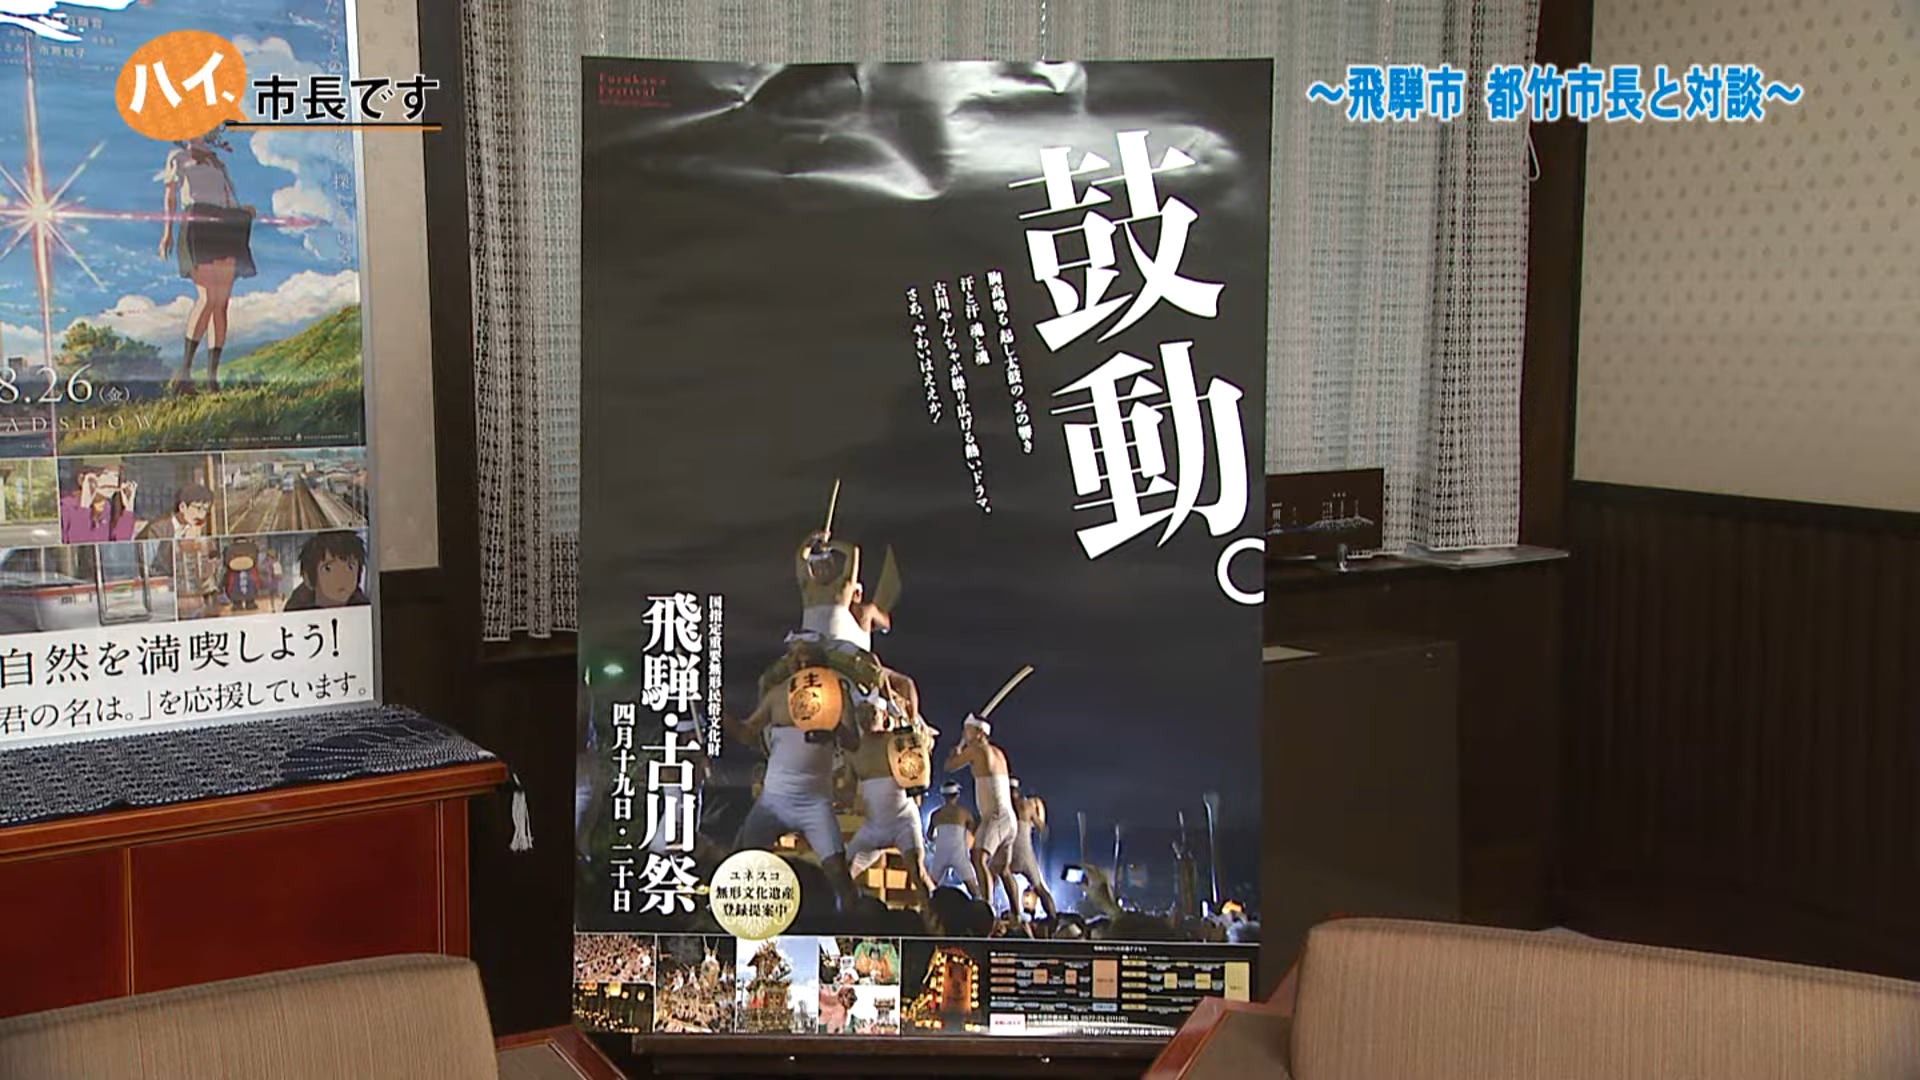 ハイ、市長です
～飛騨市 都竹市長と対談～
8.26(金)
ROADSHOW
自然を満喫しよう!
君の名は。」を応援しています。
Furukawa
Festival
鼓動。
胸高鳴る 起し太鼓の あの響き
汗と汗 魂と魂
古川やんちゃが繰り広げる熱いドラマ。
さあ、やわいはええか!
国指定重要無形民俗文化財
飛騨・古川祭
四月十九日・二十日
ユネスコ
無形文化遺産
登録提案中